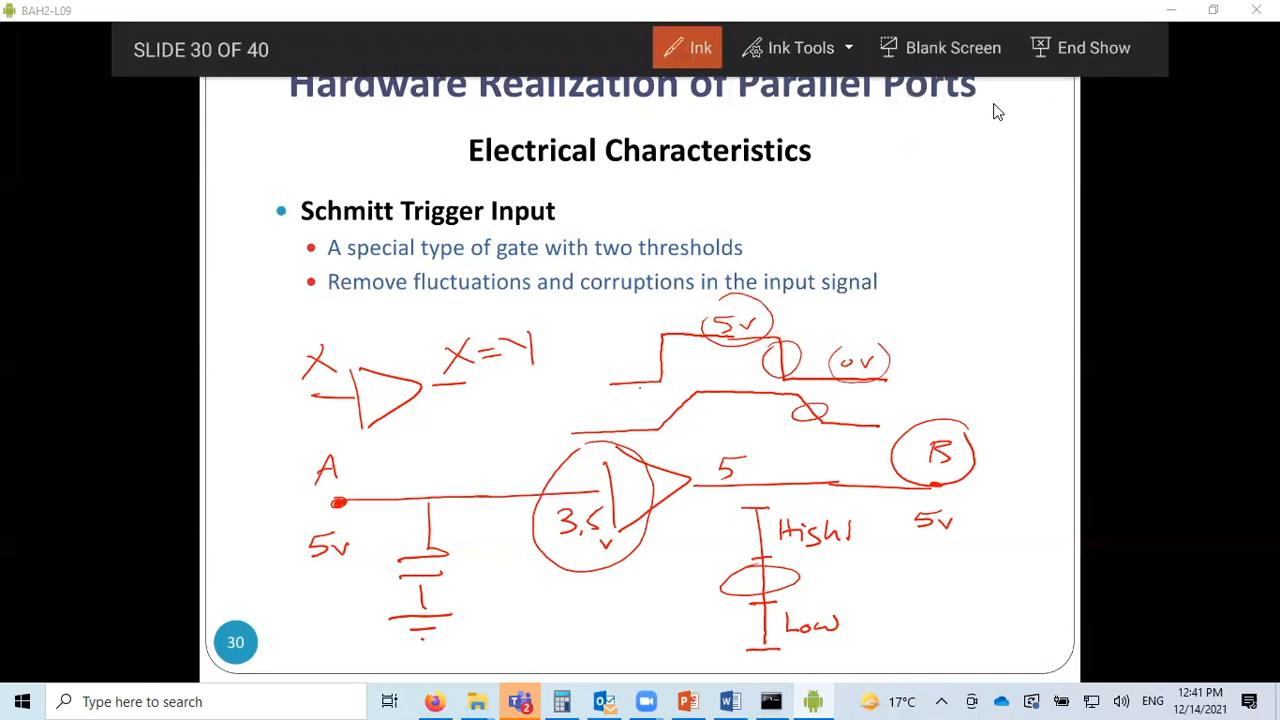 BAH2-L09
SLIDE 30 OF 40
Ink
Ink Tools
Blank Screen
End Show
Hardware Realization of Parallel Ports
Electrical Characteristics
Schmitt Trigger Input
A special type of gate with two thresholds
Remove fluctuations and corruptions in the input signal
5v
X
X=Y
0v
A
5
B
5v
3,5
v
High
5v
Low
30
Type here to search
17°C
ENG
12:41 PM
12/14/2021